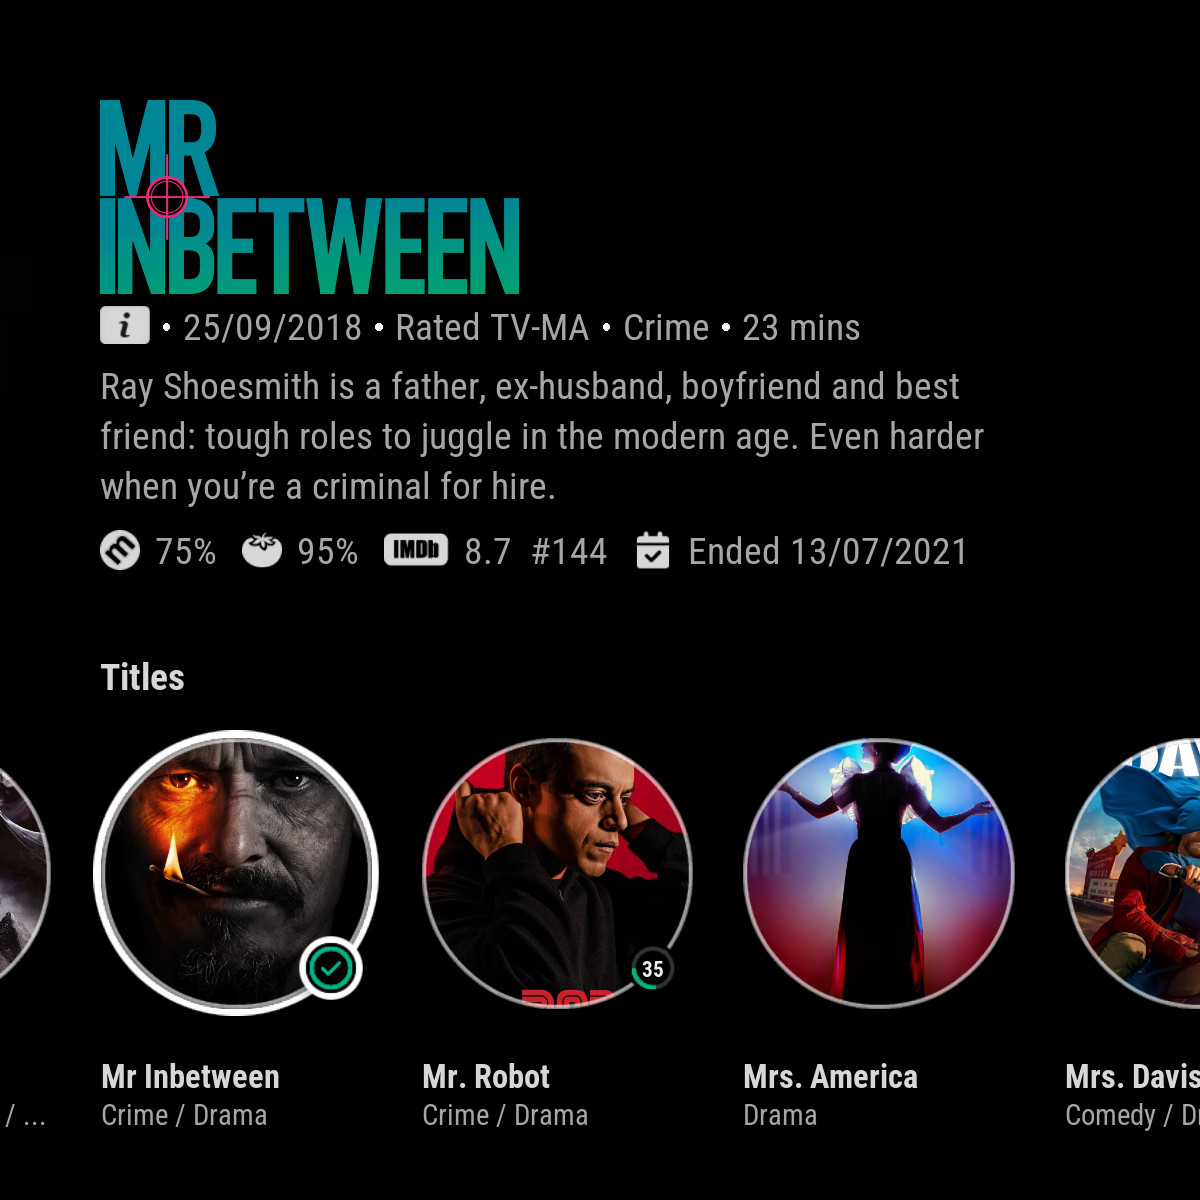 MR
INBETWEEN
i • 25/09/2018 • Rated TV-MA • Crime • 23 mins
Ray Shoesmith is a father, ex-husband, boyfriend and best
friend: tough roles to juggle in the modern age. Even harder
when you’re a criminal for hire.
m 75% 95% IMDb 8.7 #144 Ended 13/07/2021
Titles
DAV
35
Mr Inbetween Mr. Robot Mrs. America Mrs. Davis
/ ... Crime / Drama Crime / Drama Drama Comedy / Dr